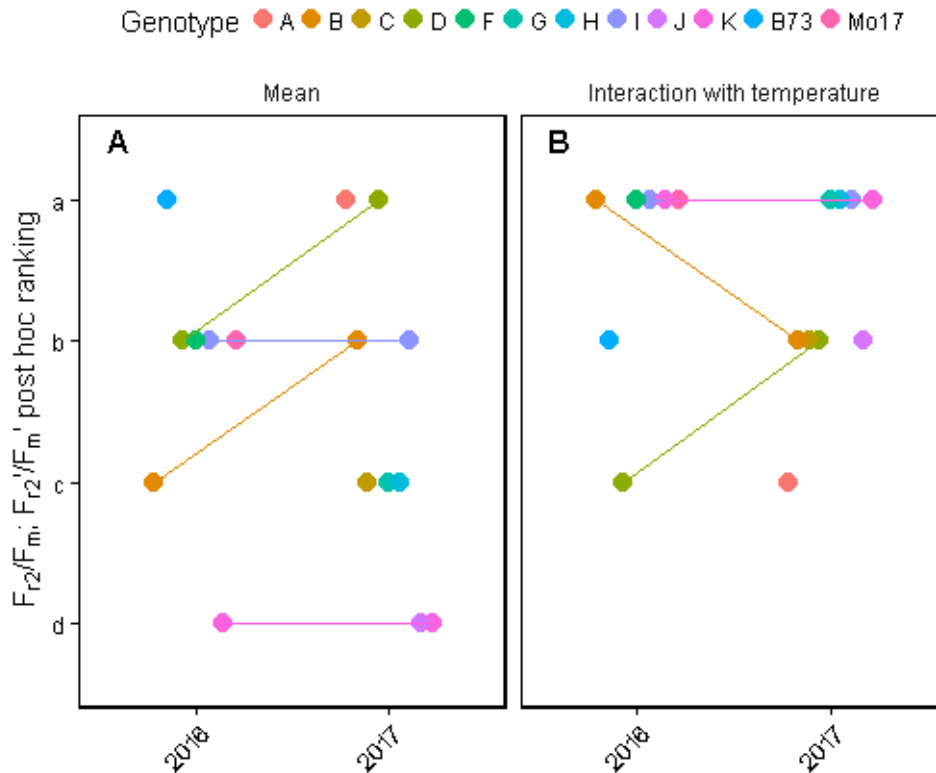 Genotype A B C D F G H I J K B73 Mo17
Mean
Interaction with temperature
A
B
a
b
c
d
Fr2/Fm; Fr2'/Fm' post hoc ranking
2016
2017
2016
2017